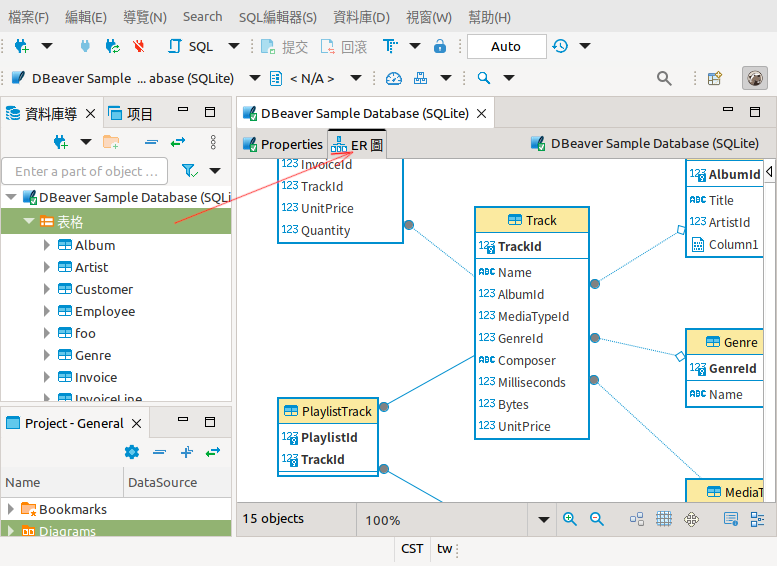 檔案(F) 編輯(E) 導覽(N) Search SQL編輯器(S) 資料庫(D) 視窗(W) 幫助(H)
SQL 提交 回滾 Auto
DBeaver Sample ... abase (SQLite) < N/A >
資料庫導 项目
Enter a part of object ...
DBeaver Sample Database (SQLi
表格
Album
Artist
Customer
Employee
foo
Genre
Invoice
InvoiceLine
Project - General
Name DataSource
Bookmarks
Diagrams
DBeaver Sample Database (SQLite)
Properties ER 圖 DBeaver Sample Database (SQLite)
123 InvoiceId
123 TrackId
123 UnitPrice
123 Quantity
Track
123 TrackId
ABC Name
123 AlbumId
123 MediaTypeId
123 GenreId
ABC Composer
123 Milliseconds
123 Bytes
123 UnitPrice
123 AlbumId
ABC Title
123 ArtistId
Column1
Genre
123 GenreId
ABC Name
PlaylistTrack
123 PlaylistId
123 TrackId
MediaT
15 objects 100%
CST tw